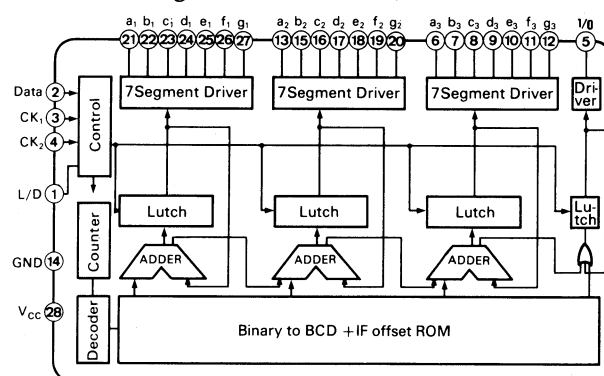 a₁ b₁ c₁ d₁ e₁ f₁ g₁ a₂ b₂ c₂ d₂ e₂ f₂ g₂ a₃ b₃ c₃ d₃ e₃ f₃ g₃ I/O
21 22 23 24 25 26 27 13 15 16 17 18 19 20 6 7 8 9 10 11 12 5
7Segment Driver 7Segment Driver 7Segment Driver Dri-
ver
Data 2
CK₁ 3
CK₂ 4
L/D 1
Control
Lutch Lutch Lutch Lu-
tch
GND 14
Counter
ADDER ADDER ADDER
VCC 28
Decoder
Binary to BCD + IF offset ROM